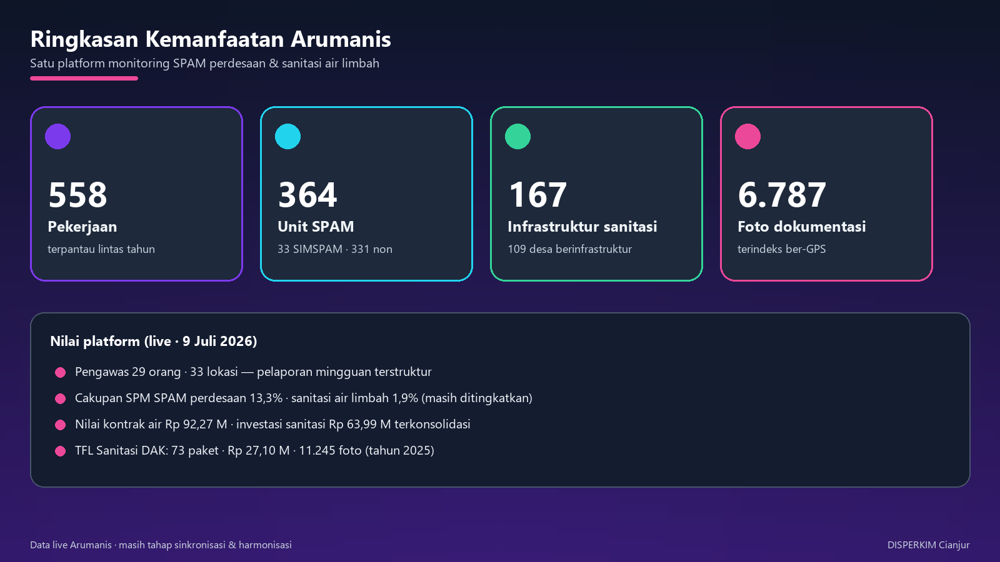 Ringkasan Kemanfaatan Arumanis
Satu platform monitoring SPAM perdesaan & sanitasi air limbah
558
Pekerjaan
terpantau lintas tahun
364
Unit SPAM
33 SIMSPAM · 331 non
167
Infrastruktur sanitasi
109 desa berinfrastruktur
6.787
Foto dokumentasi
terindeks ber-GPS
Nilai platform (live · 9 Juli 2026)
Pengawas 29 orang · 33 lokasi — pelaporan mingguan terstruktur
Cakupan SPM SPAM perdesaan 13,3% · sanitasi air limbah 1,9% (masih ditingkatkan)
Nilai kontrak air Rp 92,27 M · investasi sanitasi Rp 63,99 M terkonsolidasi
TFL Sanitasi DAK: 73 paket · Rp 27,10 M · 11.245 foto (tahun 2025)
Data live Arumanis · masih tahap sinkronisasi & harmonisasi
DISPERKIM Cianjur